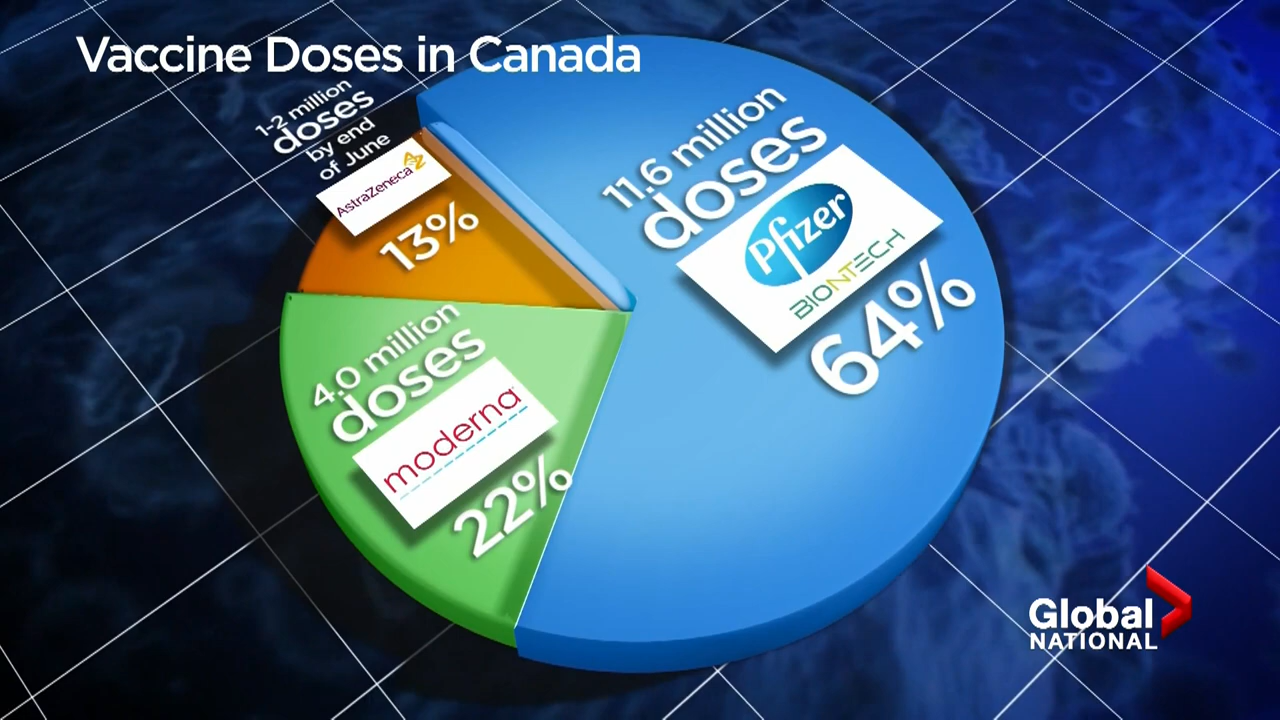 Vaccine Doses in Canada
1-2 million
doses
by end
of June
AstraZeneca
13%
11.6 million
doses
Pfizer
BIONTECH
64%
4.0 million
doses
moderna
22%
Global
NATIONAL